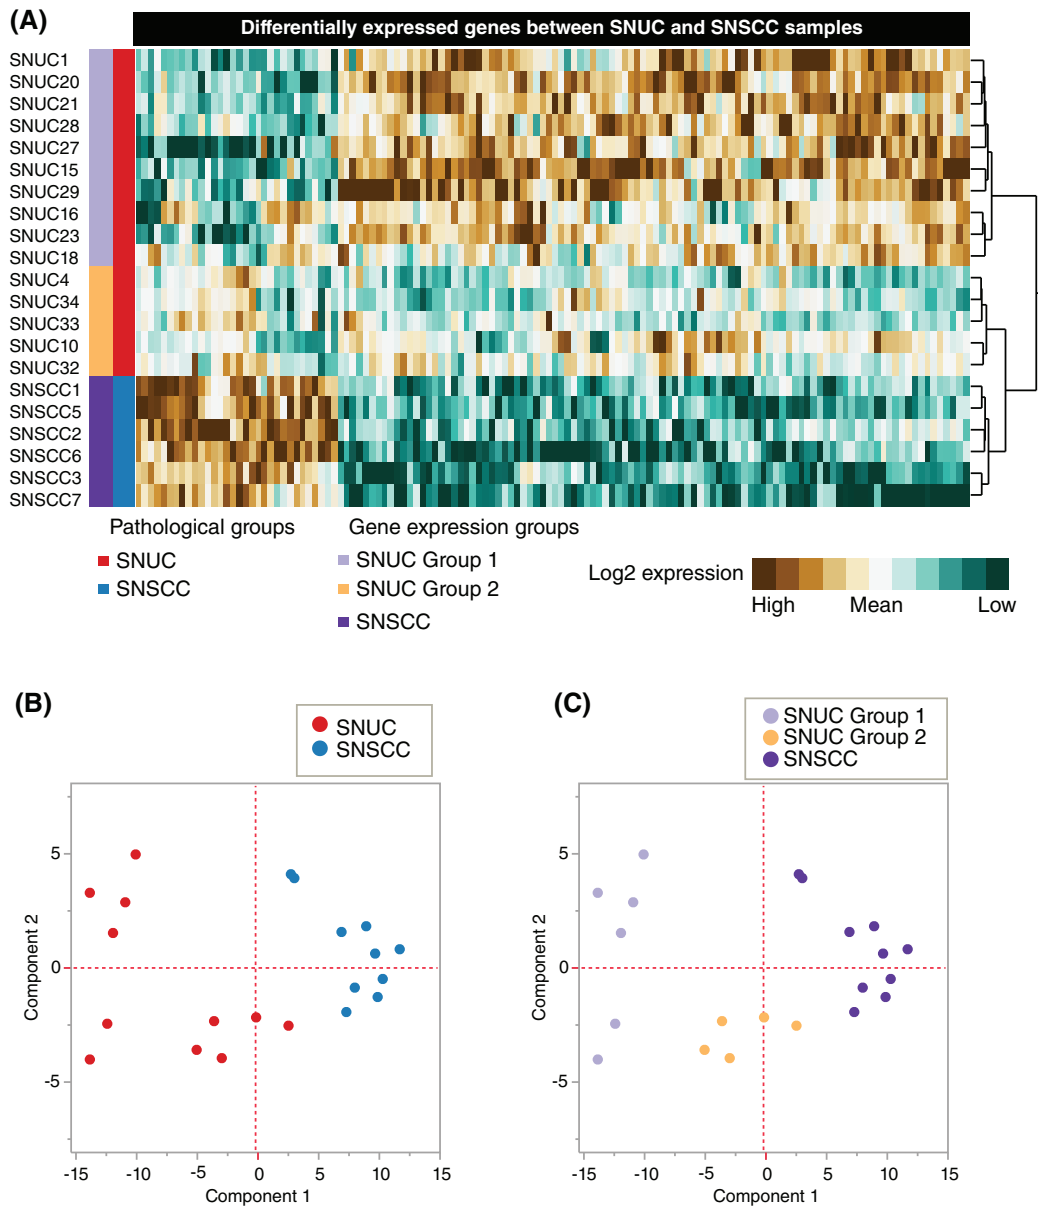 (A)
Differentially expressed genes between SNUC and SNSCC samples
SNUC1
SNUC20
SNUC21
SNUC28
SNUC27
SNUC15
SNUC29
SNUC16
SNUC23
SNUC18
SNUC4
SNUC34
SNUC33
SNUC10
SNUC32
SNSCC1
SNSCC5
SNSCC2
SNSCC6
SNSCC3
SNSCC7
Pathological groups
SNUC
SNSCC
Gene expression groups
SNUC Group 1
SNUC Group 2
SNSCC
Log2 expression
High Mean Low
(B)
SNUC
SNSCC
5
0
-5
Component 2
-15 -10 -5 0 5 10 15
Component 1
(C)
SNUC Group 1
SNUC Group 2
SNSCC
5
0
-5
Component 2
-15 -10 -5 0 5 10 15
Component 1